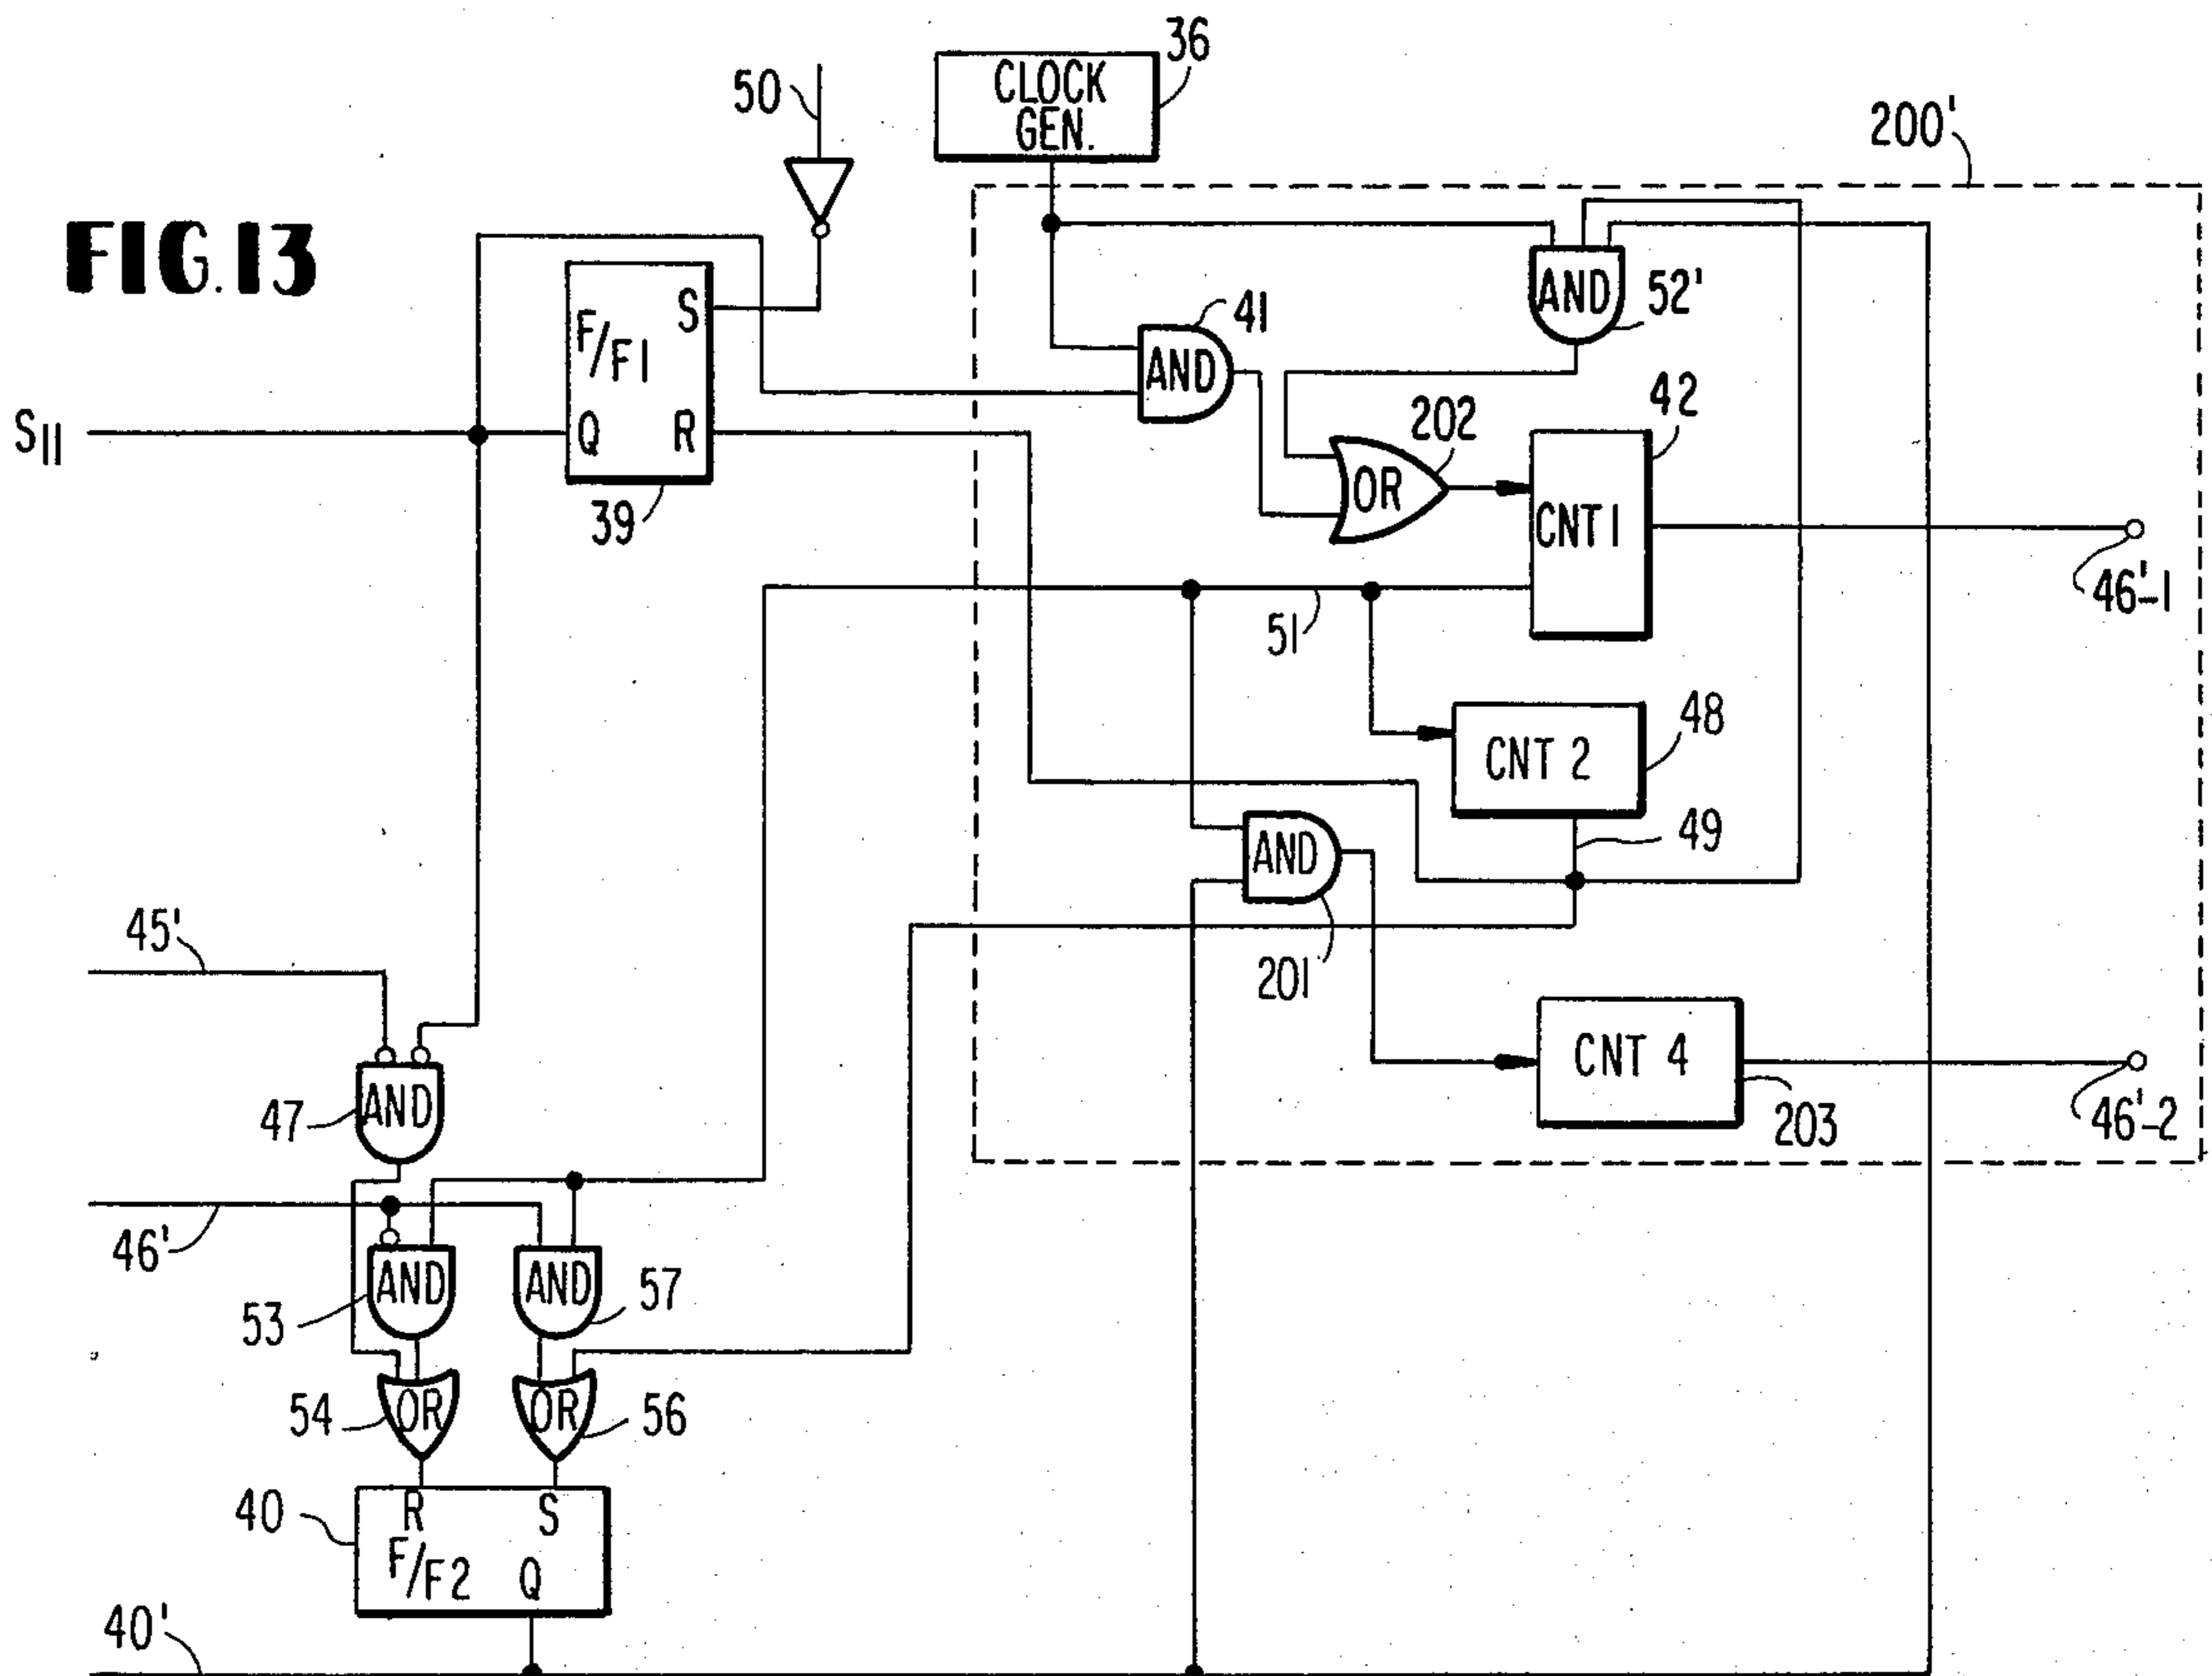 FIG. 13
50
CLOCK
GEN.
36
200'
S
F/F1
Q
R
39
S11
AND
41
AND
52'
OR
202
CNT 1
42
46'-1
51
CNT 2
48
49
AND
201
CNT 4
203
46'-2
45'
AND
47
46'
AND
53
AND
57
OR
54
OR
56
R
S
F/F2
Q
40
40'